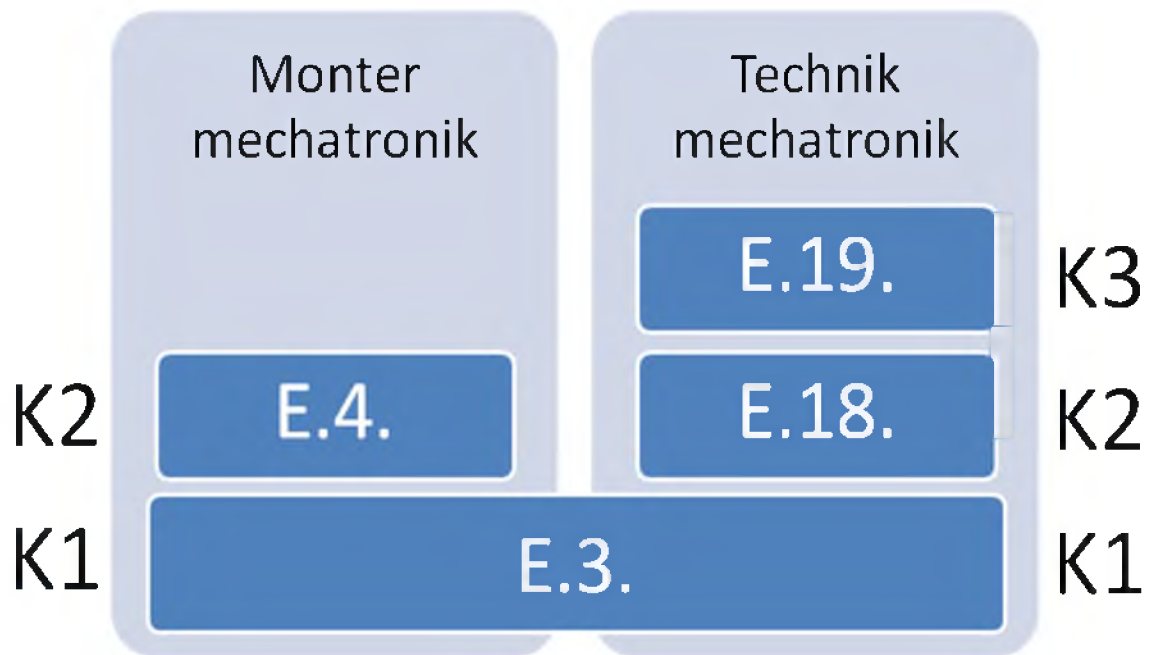 Monter
mechatronik
Technik
mechatronik
E.19.
K3
K2
E.4.
E.18.
K2
K1
E.3.
K1